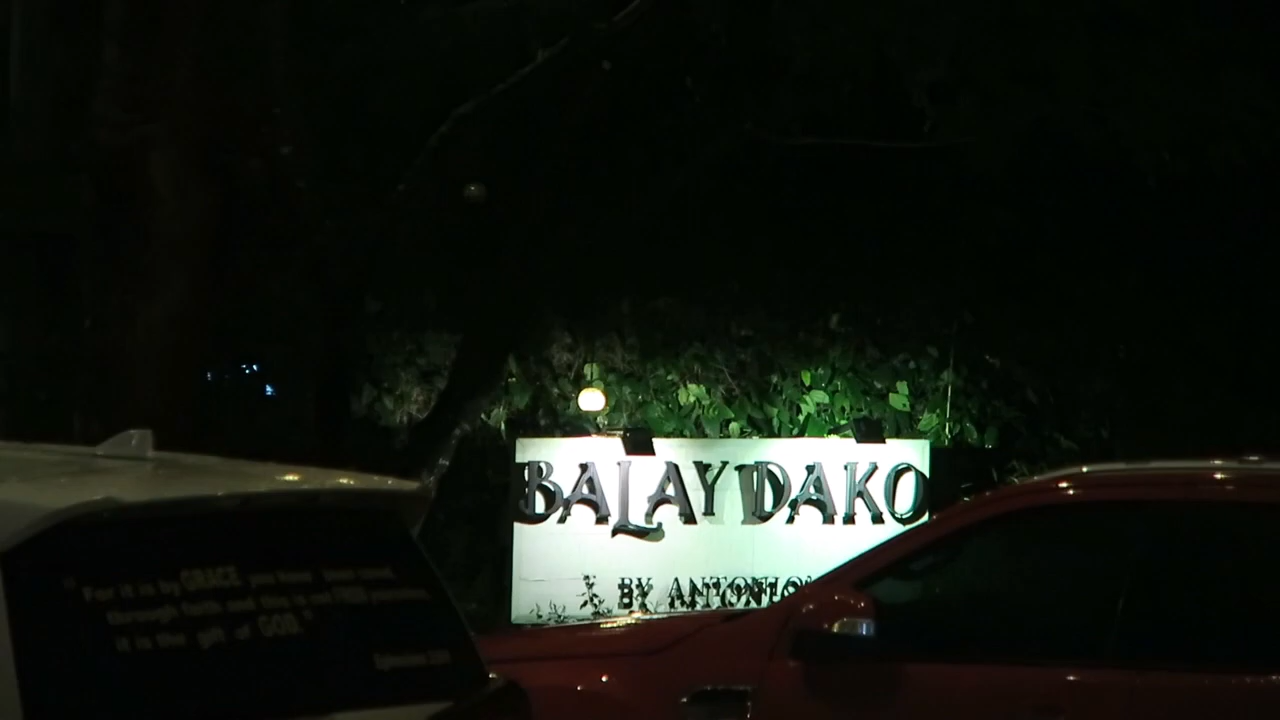 BALAY DAKO
BY ANTONIO'
"For it is by GRACE you have been saved,
through faith and this is not FROM yourselves,
it is the gift of GOD."
Ephesians